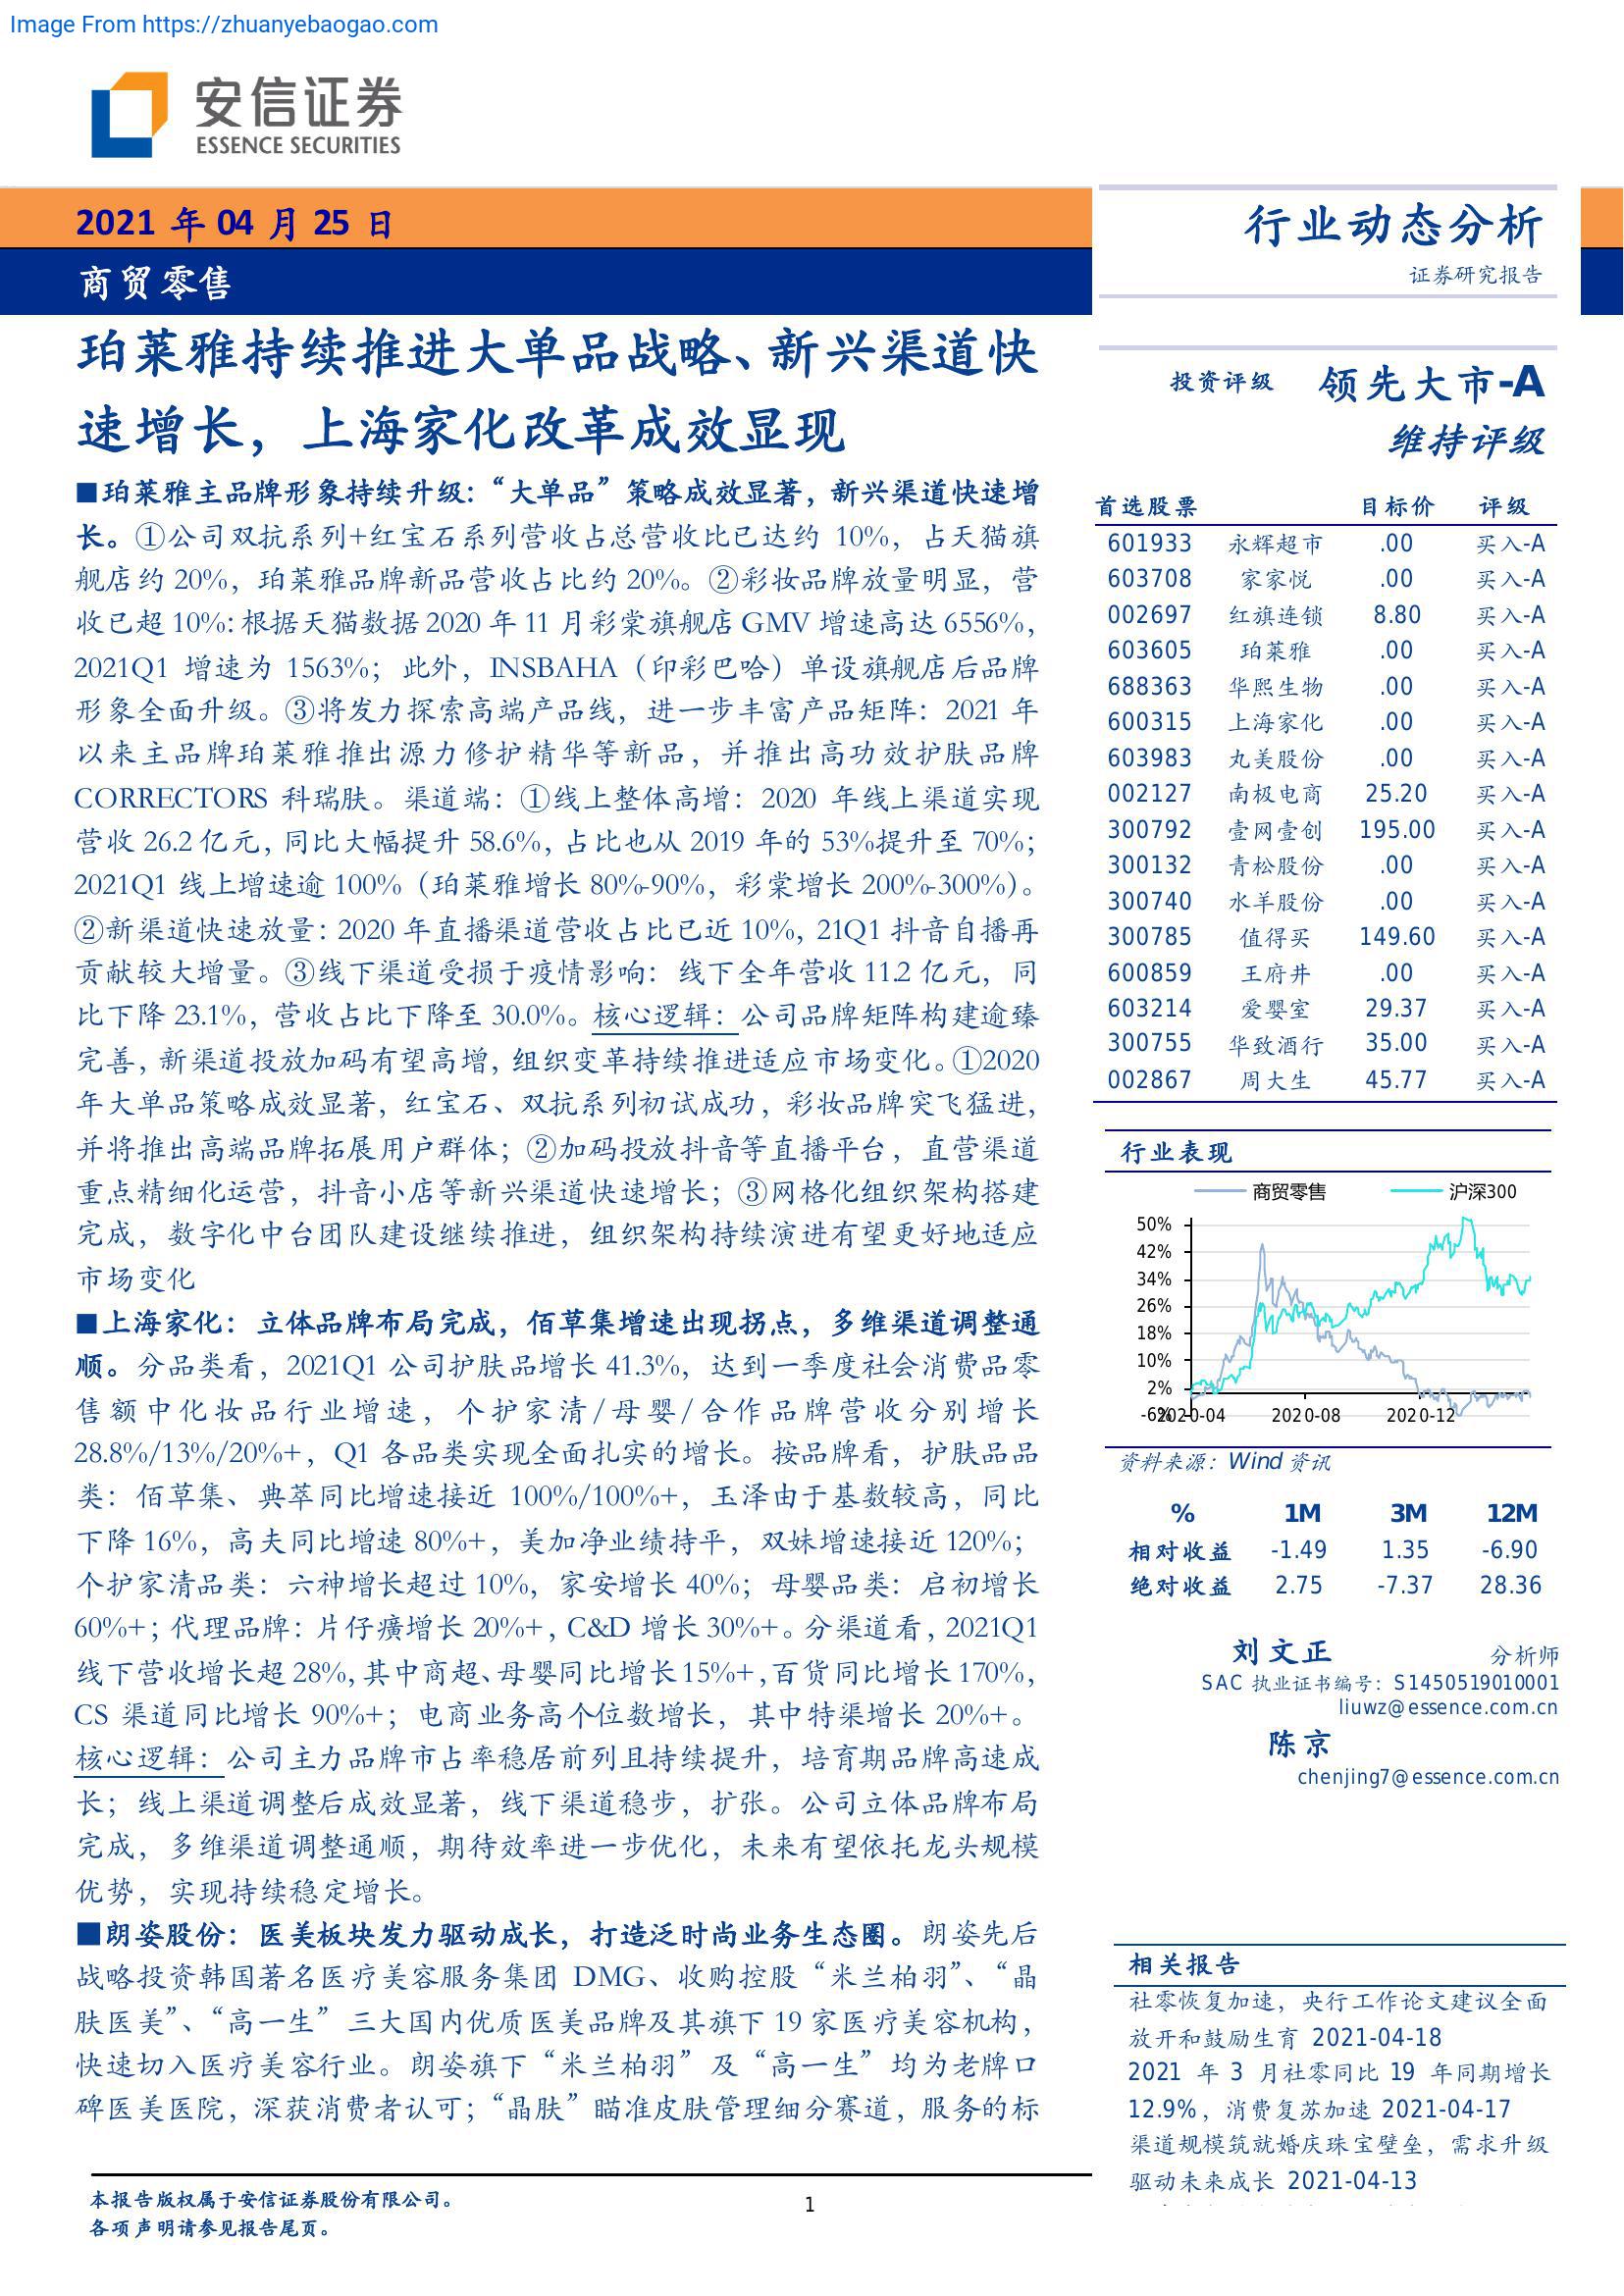 Image From https://zhuanyebaogao.com
安信证券
ESSENCE SECURITIES
2021 年 04 月 25 日
商贸零售
行业动态分析
证券研究报告
珀莱雅持续推进大单品战略、新兴渠道快
速增长，上海家化改革成效显现
■珀莱雅主品牌形象持续升级：“大单品”策略成效显著，新兴渠道快速增
长。①公司双抗系列+红宝石系列营收占总营收比已达约 10%，占天猫旗
舰店约 20%，珀莱雅品牌新品营收占比约 20%。②彩妆品牌放量明显，营
收已超 10%：根据天猫数据 2020 年 11 月彩棠旗舰店 GMV 增速高达 6556%，
2021Q1 增速为 1563%；此外，INSBAHA（印彩巴哈）单设旗舰店后品牌
形象全面升级。③将发力探索高端产品线，进一步丰富产品矩阵：2021 年
以来主品牌珀莱雅推出源力修护精华等新品，并推出高功效护肤品牌
CORRECTORS 科瑞肤。渠道端：①线上整体高增：2020 年线上渠道实现
营收 26.2 亿元，同比大幅提升 58.6%，占比也从 2019 年的 53%提升至 70%；
2021Q1 线上增速逾 100%（珀莱雅增长 80%-90%，彩棠增长 200%-300%）。
②新渠道快速放量：2020 年直播渠道营收占比已近 10%，21Q1 抖音自播再
贡献较大增量。③线下渠道受损于疫情影响：线下全年营收 11.2 亿元，同
比下降 23.1%，营收占比下降至 30.0%。核心逻辑：公司品牌矩阵构建逾臻
完善，新渠道投放加码有望高增，组织变革持续推进适应市场变化。①2020
年大单品策略成效显著，红宝石、双抗系列初试成功，彩妆品牌突飞猛进，
并将推出高端品牌拓展用户群体；②加码投放抖音等直播平台，直营渠道
重点精细化运营，抖音小店等新兴渠道快速增长；③网格化组织架构搭建
完成，数字化中台团队建设继续推进，组织架构持续演进有望更好地适应
市场变化
■上海家化：立体品牌布局完成，佰草集增速出现拐点，多维渠道调整通
顺。分品类看，2021Q1 公司护肤品增长 41.3%，达到一季度社会消费品零
售额中化妆品行业增速，个护家清/母婴/合作品牌营收分别增长
28.8%/13%/20%+，Q1 各品类实现全面扎实的增长。按品牌看，护肤品品
类：佰草集、典萃同比增速接近 100%/100%+，玉泽由于基数较高，同比
下降 16%，高夫同比增速 80%+，美加净业绩持平，双妹增速接近 120%；
个护家清品类：六神增长超过 10%，家安增长 40%；母婴品类：启初增长
60%+；代理品牌：片仔癀增长 20%+，C&D 增长 30%+。分渠道看，2021Q1
线下营收增长超 28%，其中商超、母婴同比增长 15%+，百货同比增长 170%，
CS 渠道同比增长 90%+；电商业务高个位数增长，其中特渠增长 20%+。
核心逻辑：公司主力品牌市占率稳居前列且持续提升，培育期品牌高速成
长；线上渠道调整后成效显著，线下渠道稳步，扩张。公司立体品牌布局
完成，多维渠道调整通顺，期待效率进一步优化，未来有望依托龙头规模
优势，实现持续稳定增长。
■朗姿股份：医美板块发力驱动成长，打造泛时尚业务生态圈。朗姿先后
战略投资韩国著名医疗美容服务集团 DMG、收购控股“米兰柏羽”、“晶
肤医美”、“高一生”三大国内优质医美品牌及其旗下 19 家医疗美容机构，
快速切入医疗美容行业。朗姿旗下“米兰柏羽”及“高一生”均为老牌口
碑医美医院，深获消费者认可；“晶肤”瞄准皮肤管理细分赛道，服务的标
投资评级 领先大市-A
维持评级
首选股票 目标价 评级
601933 永辉超市 .00 买入-A
603708 家家悦 .00 买入-A
002697 红旗连锁 8.80 买入-A
603605 珀莱雅 .00 买入-A
688363 华熙生物 .00 买入-A
600315 上海家化 .00 买入-A
603983 丸美股份 .00 买入-A
002127 南极电商 25.20 买入-A
300792 壹网壹创 195.00 买入-A
300132 青松股份 .00 买入-A
300740 水羊股份 .00 买入-A
300785 值得买 149.60 买入-A
600859 王府井 .00 买入-A
603214 爱婴室 29.37 买入-A
300755 华致酒行 35.00 买入-A
002867 周大生 45.77 买入-A
行业表现
商贸零售 沪深300
50%
42%
34%
26%
18%
10%
2%
-6%
2020-04 2020-08 2020-12
资料来源：Wind 资讯
% 1M 3M 12M
相对收益 -1.49 1.35 -6.90
绝对收益 2.75 -7.37 28.36
刘文正 分析师
SAC 执业证书编号：S1450519010001
liuwz@essence.com.cn
陈京
chenjing7@essence.com.cn
相关报告
社零恢复加速，央行工作论文建议全面
放开和鼓励生育 2021-04-18
2021 年 3 月社零同比 19 年同期增长
12.9%，消费复苏加速 2021-04-17
渠道规模筑就婚庆珠宝壁垒，需求升级
驱动未来成长 2021-04-13
本报告版权属于安信证券股份有限公司。
各项声明请参见报告尾页。
1